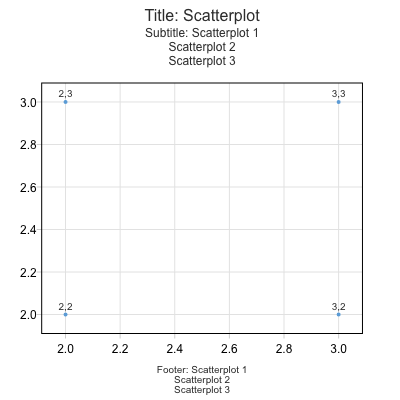 Title: Scatterplot
Subtitle: Scatterplot 1
Scatterplot 2
Scatterplot 3
2,3 3,3
3.0
2.8
2.6
2.4
2.2
2,2 3,2
2.0
2.0 2.2 2.4 2.6 2.8 3.0
Footer: Scatterplot 1
Scatterplot 2
Scatterplot 3